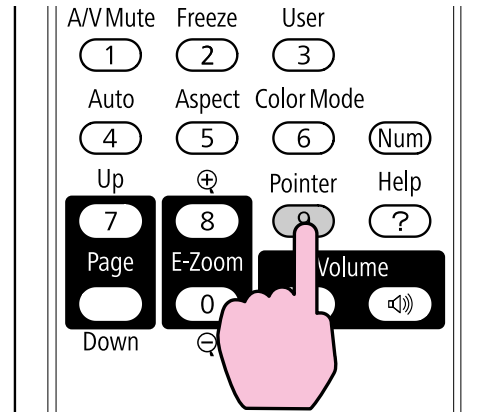 A/V Mute Freeze User
1 2 3
Auto Aspect Color Mode
4 5 6 Num
Up Pointer Help
7 8 9 ?
Page E-Zoom Volume
0
Down